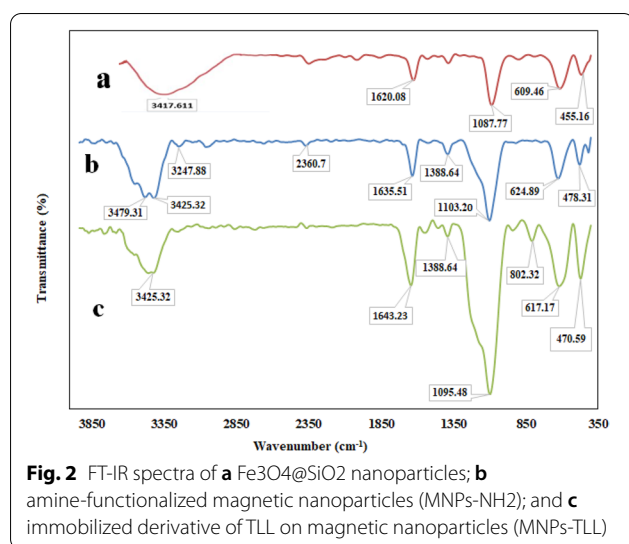 a
3417.611
1620.08
1087.77
609.46
455.16
b
3479.31
3247.88
3425.32
2360.7
1635.51
1388.64
1103.20
624.89
478.31
c
3425.32
1643.23
1388.64
1095.48
802.32
617.17
470.59
Transmittance (%)
3850 3350 2850 2350 1850 1350 850 350
Wavenumber (cm-1)
Fig. 2 FT-IR spectra of a Fe3O4@SiO2 nanoparticles; b
amine-functionalized magnetic nanoparticles (MNPs-NH2); and c
immobilized derivative of TLL on magnetic nanoparticles (MNPs-TLL)